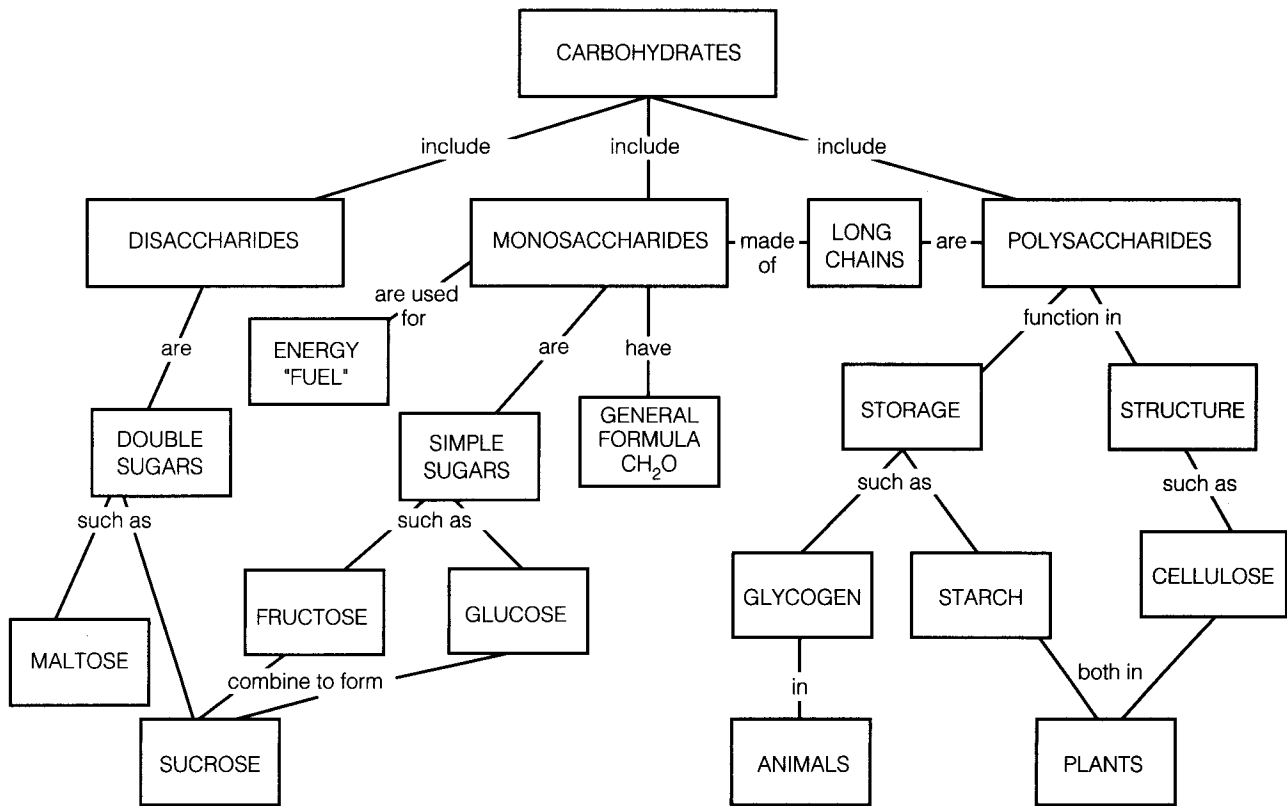 CARBOHYDRATES
include
include
include
DISACCHARIDES
MONOSACCHARIDES
made
of
LONG
CHAINS
are
POLYSACCHARIDES
are used
for
function in
are
ENERGY
"FUEL"
are
have
STORAGE
STRUCTURE
DOUBLE
SUGARS
SIMPLE
SUGARS
GENERAL
FORMULA
CH₂O
such as
such as
such as
such as
FRUCTOSE
GLUCOSE
GLYCOGEN
STARCH
CELLULOSE
MALTOSE
combine to form
in
both in
SUCROSE
ANIMALS
PLANTS